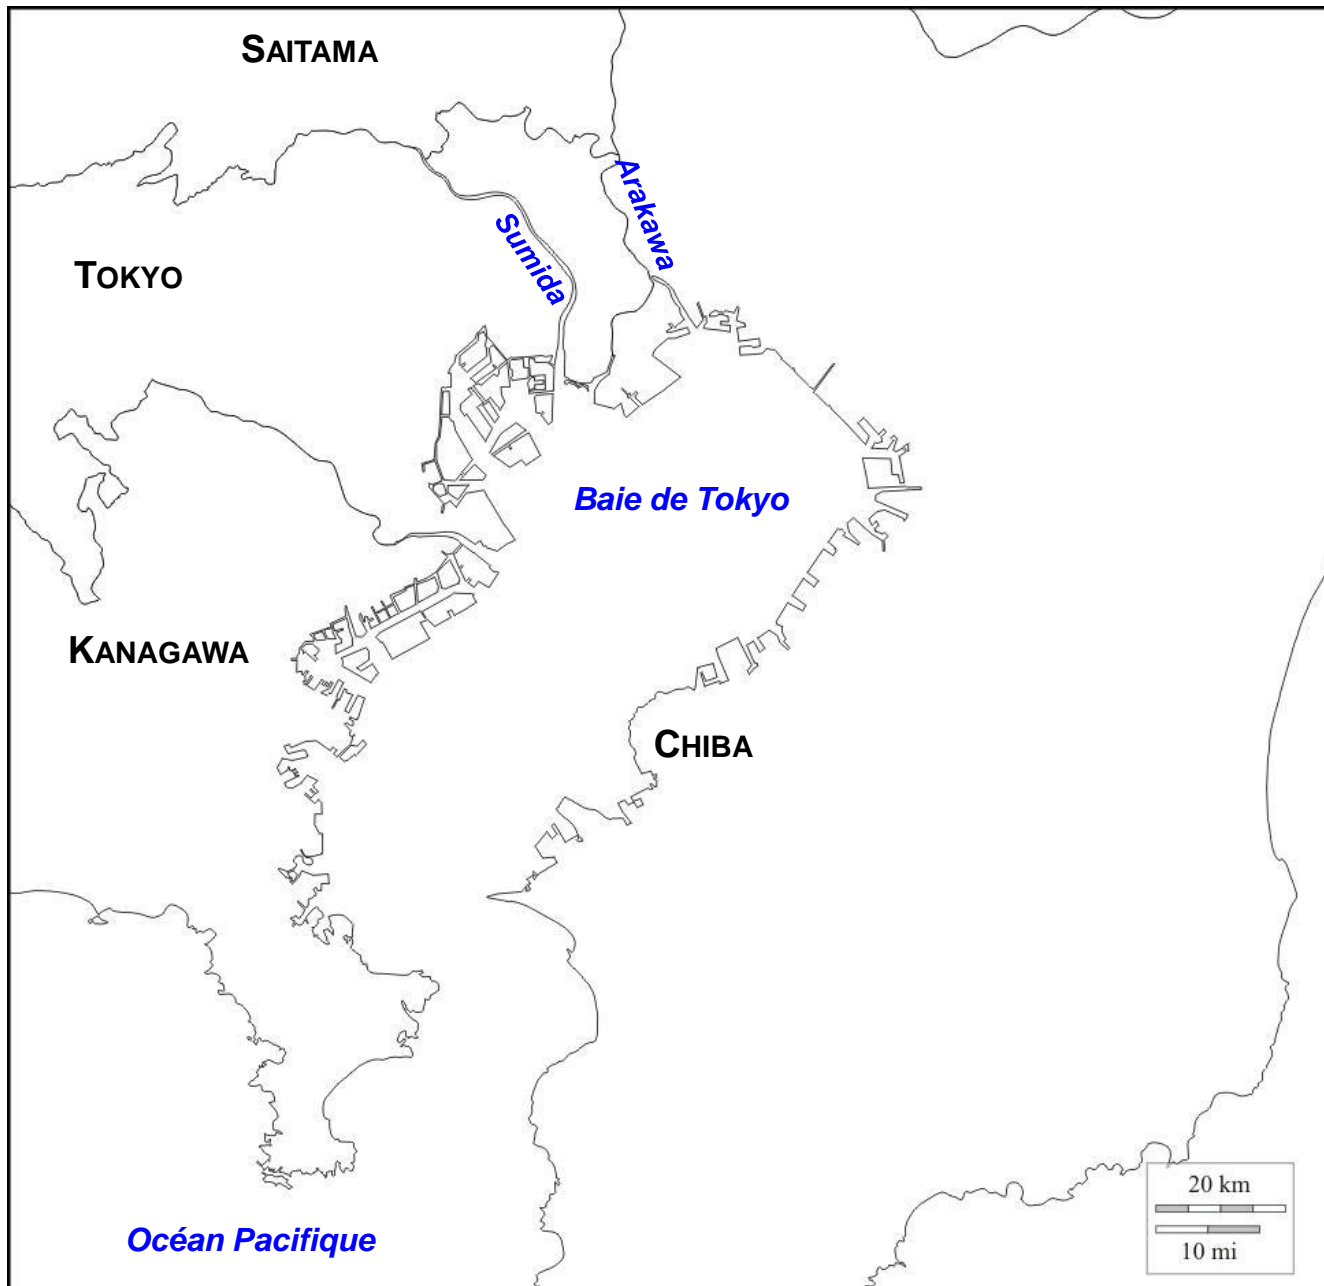 SAITAMA
Arakawa
Sumida
TOKYO
Baie de Tokyo
KANAGAWA
CHIBA
20 km
10 mi
Océan Pacifique